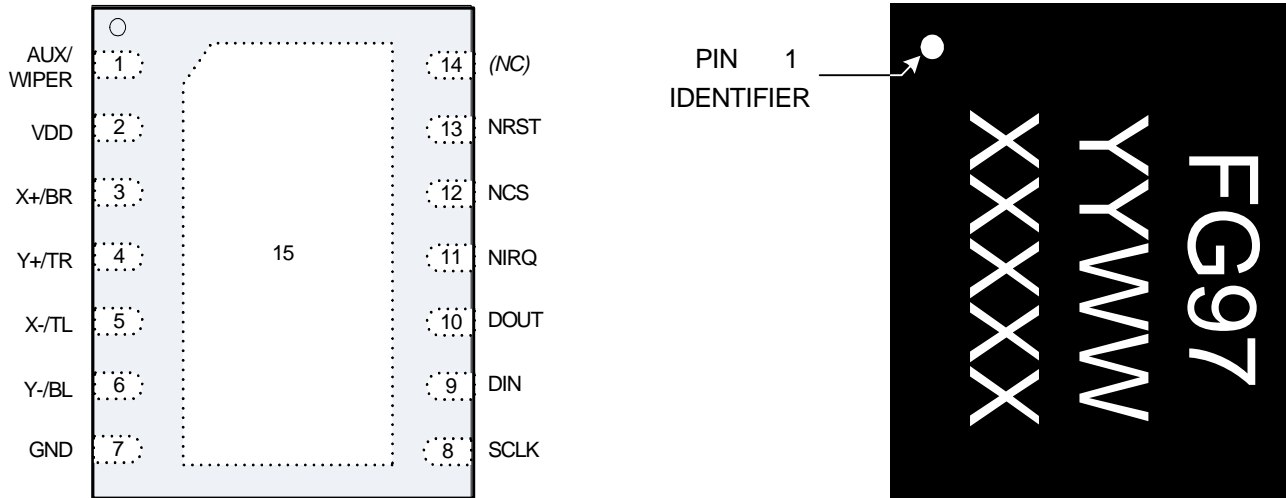 AUX/
WIPER
1
VDD
2
X+/BR
3
Y+/TR
4
X-/TL
5
Y-/BL
6
GND
7
15
14
(NC)
13
NRST
12
NCS
11
NIRQ
10
DOUT
9
DIN
8
SCLK
PIN 1
IDENTIFIER
FG97
YYWW
XXXXX